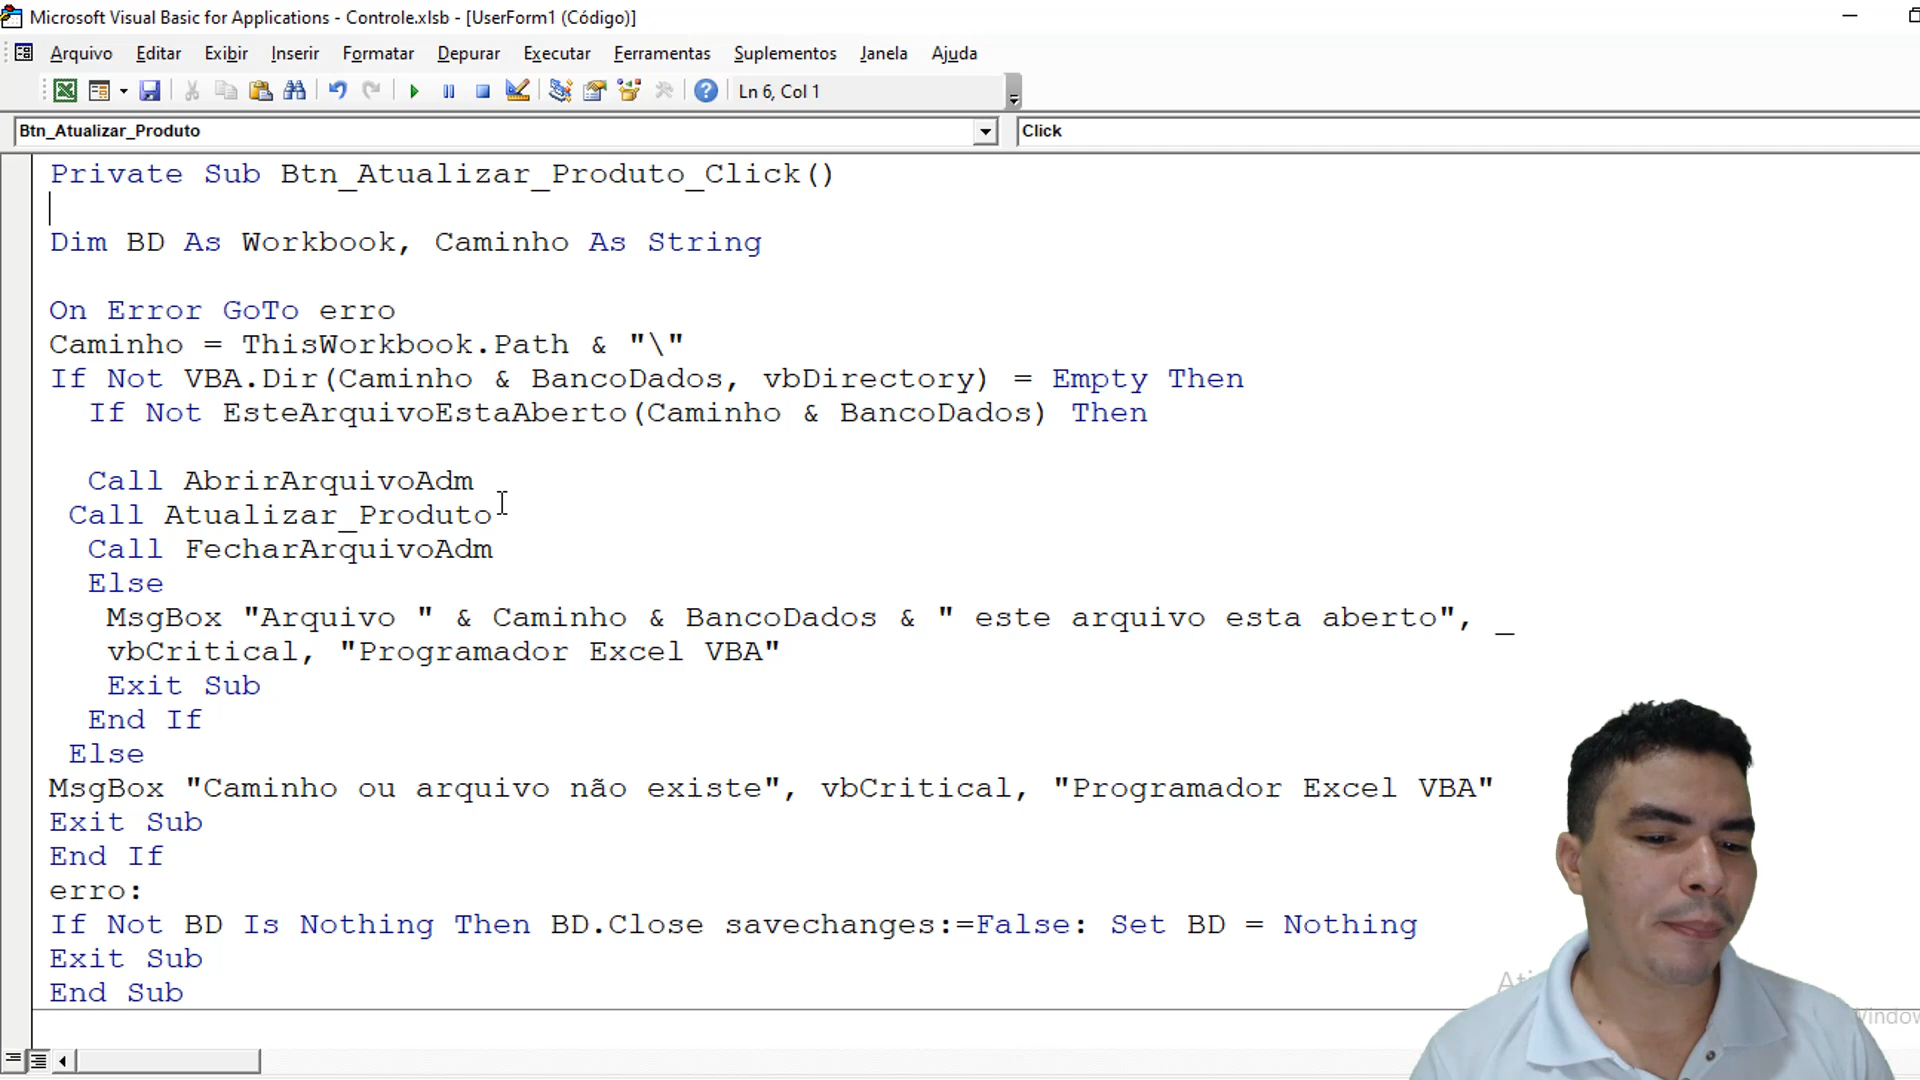 Microsoft Visual Basic for Applications - Controle.xlsb - [UserForm1 (Código)]
Arquivo Editar Exibir Inserir Formatar Depurar Executar Ferramentas Suplementos Janela Ajuda
Ln 6, Col 1
Btn_Atualizar_Produto Click
Private Sub Btn_Atualizar_Produto_Click()
Dim BD As Workbook, Caminho As String
On Error GoTo erro
Caminho = ThisWorkbook.Path & "\"
If Not VBA.Dir(Caminho & BancoDados, vbDirectory) = Empty Then
If Not EsteArquivoEstaAberto(Caminho & BancoDados) Then
Call AbrirArquivoAdm
Call Atualizar_Produto
Call FecharArquivoAdm
Else
MsgBox "Arquivo " & Caminho & BancoDados & " este arquivo esta aberto", _
vbCritical, "Programador Excel VBA"
Exit Sub
End If
Else
MsgBox "Caminho ou arquivo não existe", vbCritical, "Programador Excel VBA"
Exit Sub
End If
erro:
If Not BD Is Nothing Then BD.Close savechanges:=False: Set BD = Nothing
Exit Sub
End Sub